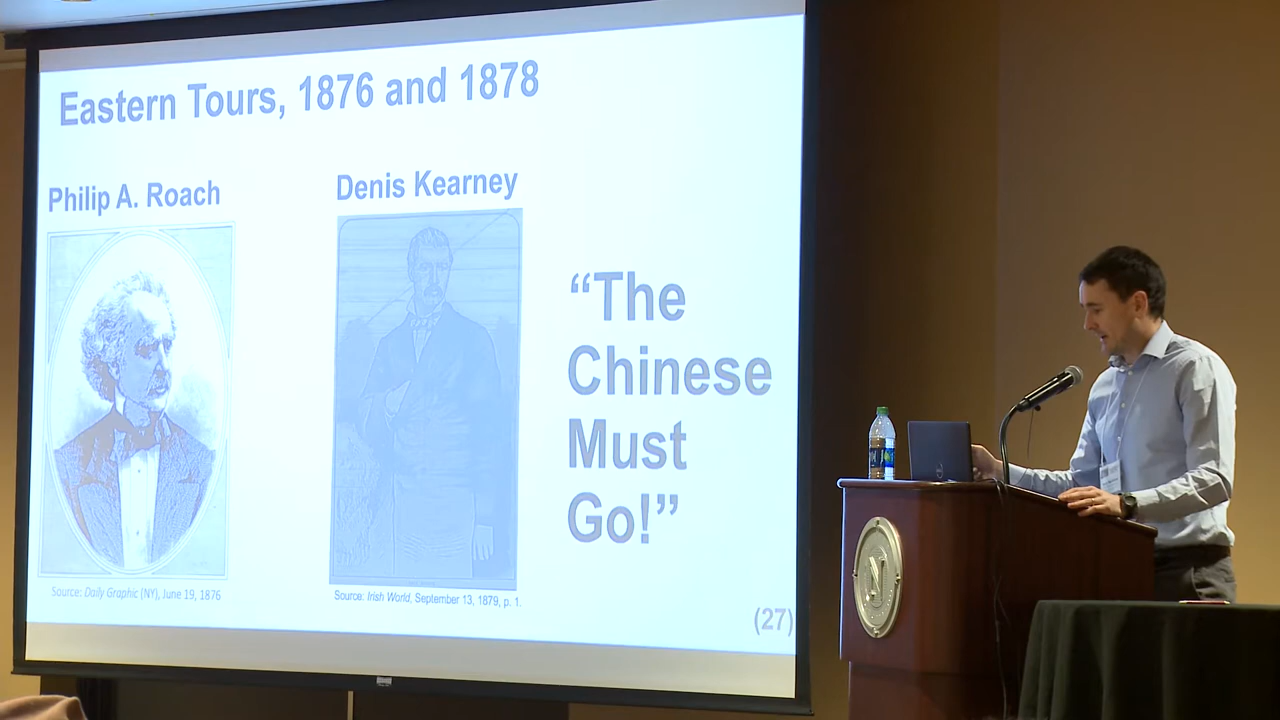 Eastern Tours, 1876 and 1878
Philip A. Roach
Denis Kearney
“The
Chinese
Must
Go!”
Source: Daily Graphic (NY), June 19, 1876
Source: Irish World, September 13, 1879, p. 1.
(27)
N